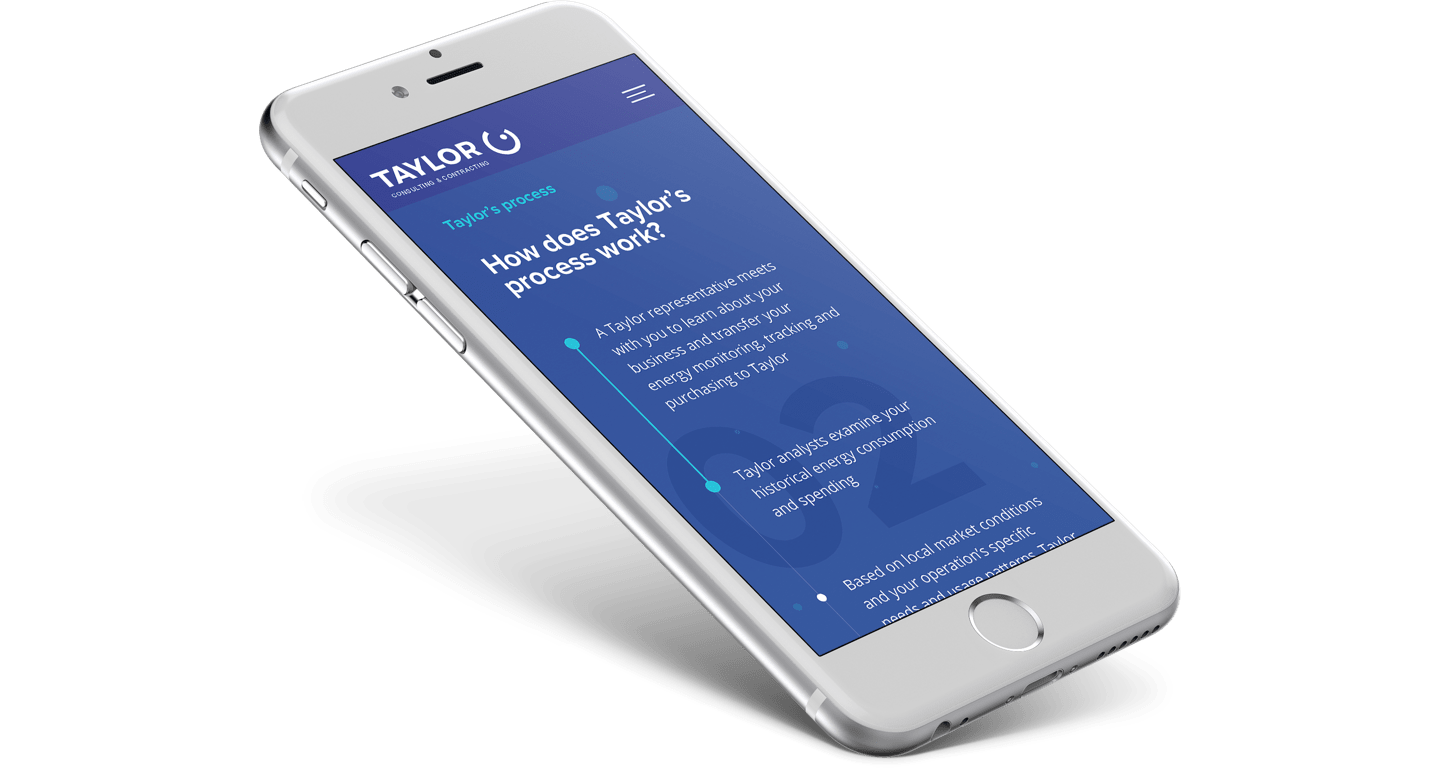 TAYLOR
CONSULTING & CONTRACTING
Taylor's process
How does Taylor's
process work?
A Taylor representative meets
with you to learn about your
business and transfer your
energy monitoring, tracking and
purchasing to Taylor
02
Taylor analysts examine your
historical energy consumption
and spending
Based on local market conditions
and your operation's specific
needs and usage patterns, Taylor